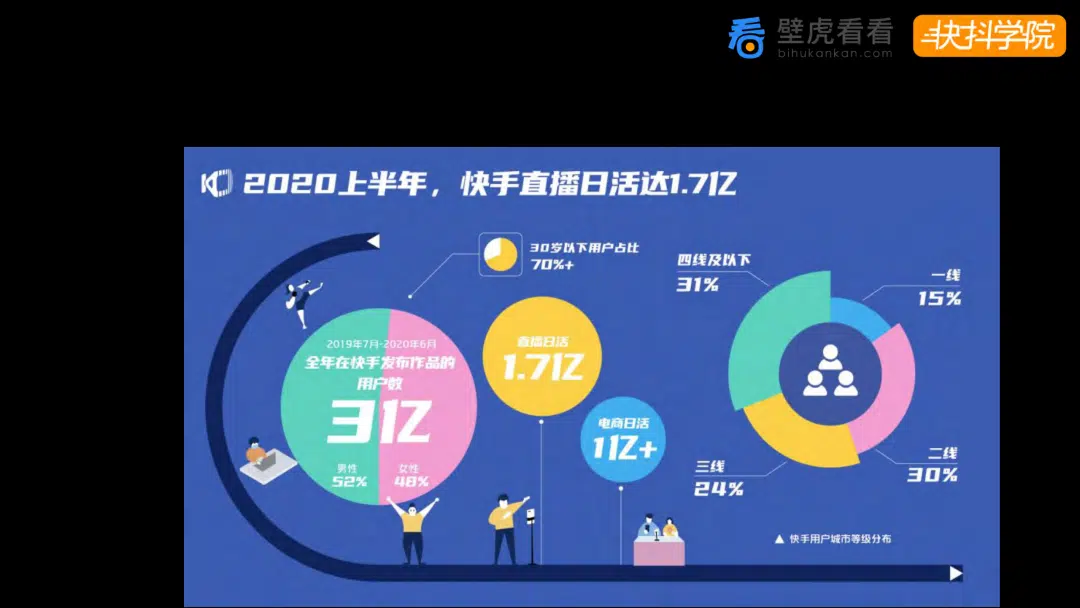 壁虎看看
bihukankan.com
快抖学院
2020上半年，快手直播日活达1.7亿
30岁以下用户占比
70%+
2019年7月-2020年6月
全年在快手发布作品的
用户数
3亿
男性
52%
女性
48%
直播日活
1.7亿
电商日活
1亿+
四线及以下
31%
一线
15%
三线
24%
二线
30%
▲ 快手用户城市等级分布